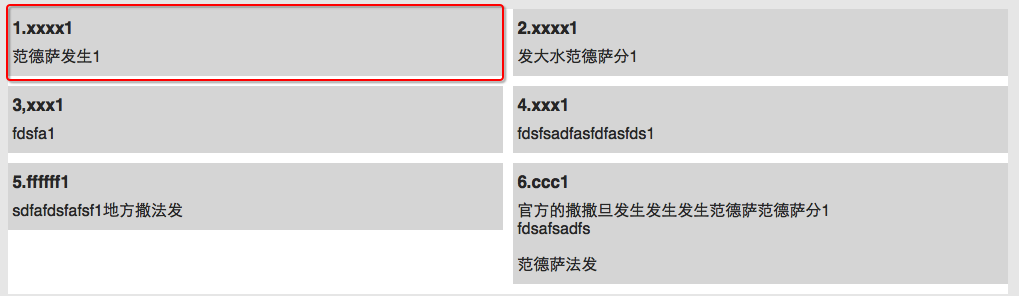 1.xxxx1
范德萨发生1
2.xxxx1
发大水范德萨分1
3,xxx1
fdsfa1
4.xxx1
fdsfsadfasfdfasfds1
5.ffffff1
sdfafdsfafsf1地方撒法发
6.ccc1
官方的撒撒旦发生发生发生范德萨范德萨分1
fdsafsadfs
范德萨法发